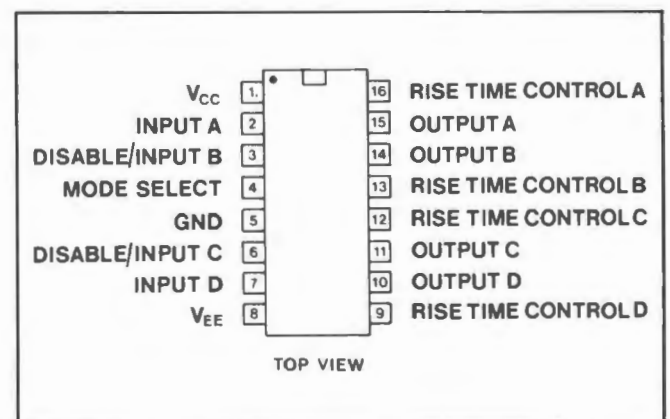 VCC 1. 16 RISE TIME CONTROL A
INPUT A 2 15 OUTPUT A
DISABLE/INPUT B 3 14 OUTPUT B
MODE SELECT 4 13 RISE TIME CONTROL B
GND 5 12 RISE TIME CONTROL C
DISABLE/INPUT C 6 11 OUTPUT C
INPUT D 7 10 OUTPUT D
VEE 8 9 RISE TIME CONTROL D
TOP VIEW